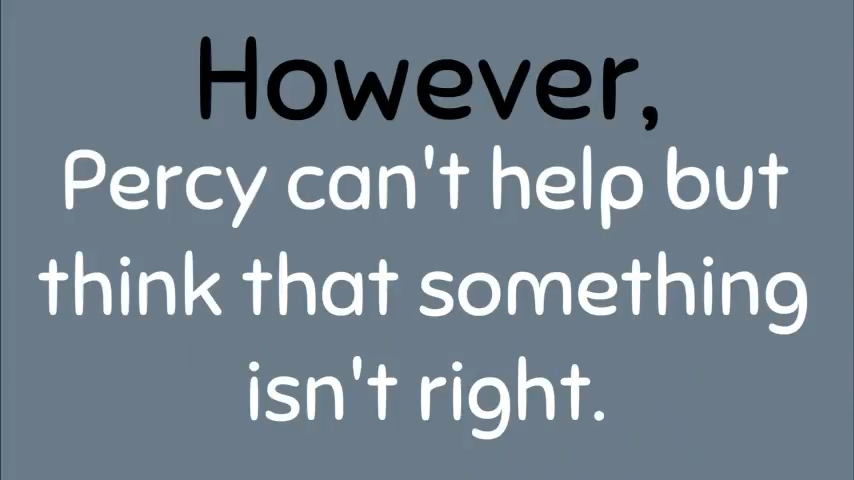 However,
Percy can't help but
think that something
isn't right.